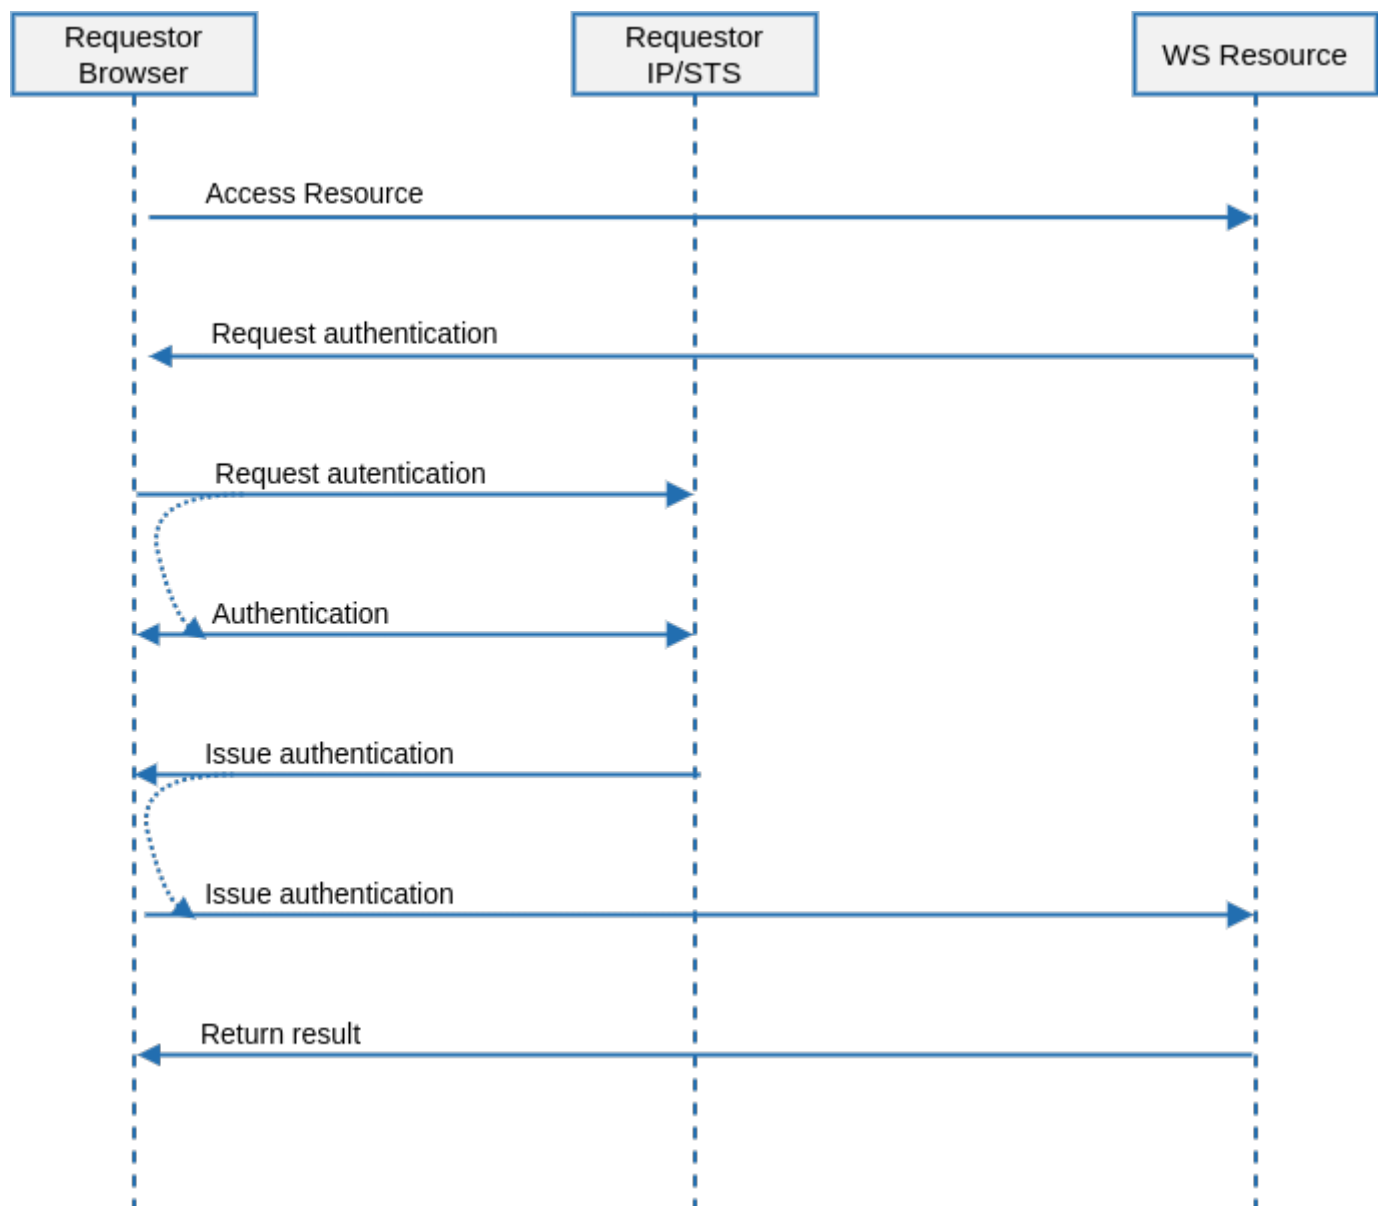 Requestor
Browser
Requestor
IP/STS
WS Resource
Access Resource
Request authentication
Request autentication
Authentication
Issue authentication
Issue authentication
Return result